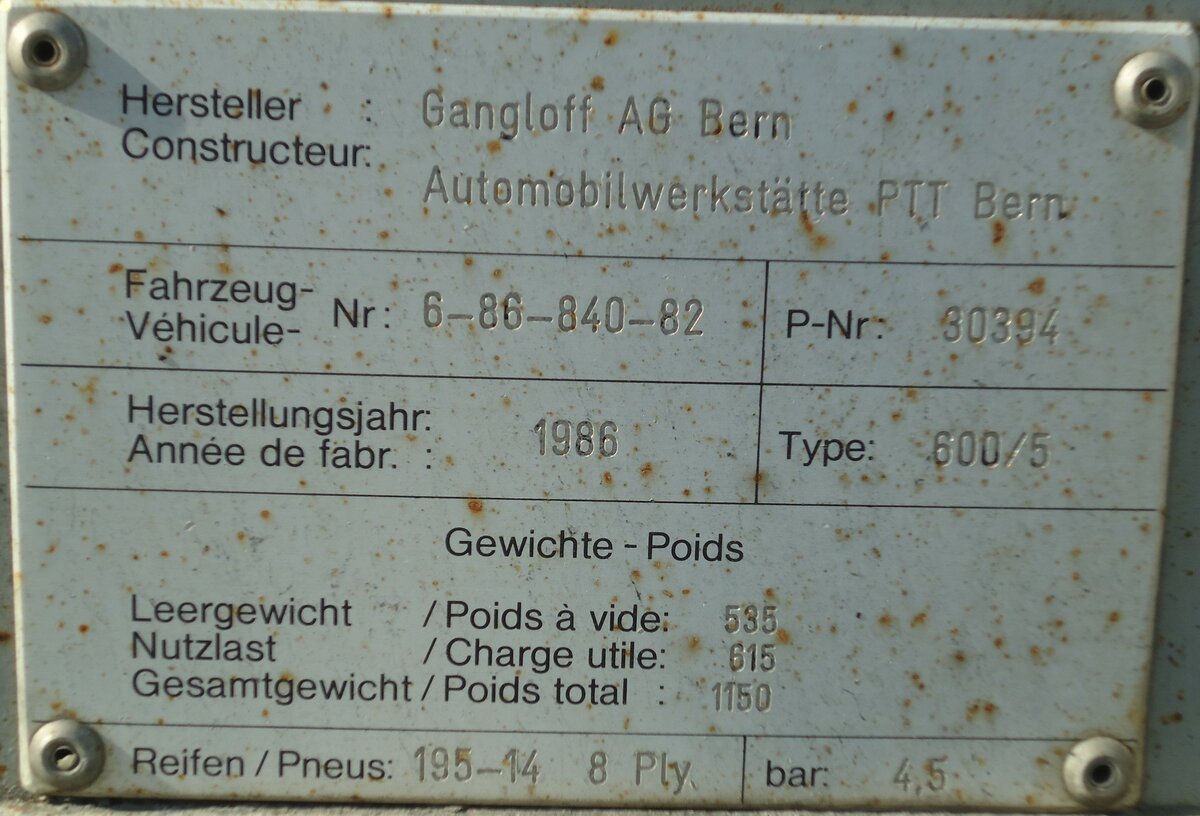 Hersteller : Gangloff AG Bern
Constructeur:
Automobilwerkstätte PTT Bern
Fahrzeug- Nr: 6-86-840-82 P-Nr: 30394
Véhicule-
Herstellungsjahr: 1986 Type: 600/5
Année de fabr. :
Gewichte - Poids
Leergewicht / Poids à vide: 535
Nutzlast / Charge utile: 615
Gesamtgewicht / Poids total : 1150
Reifen / Pneus: 195-14 8 Ply. bar: 4,5